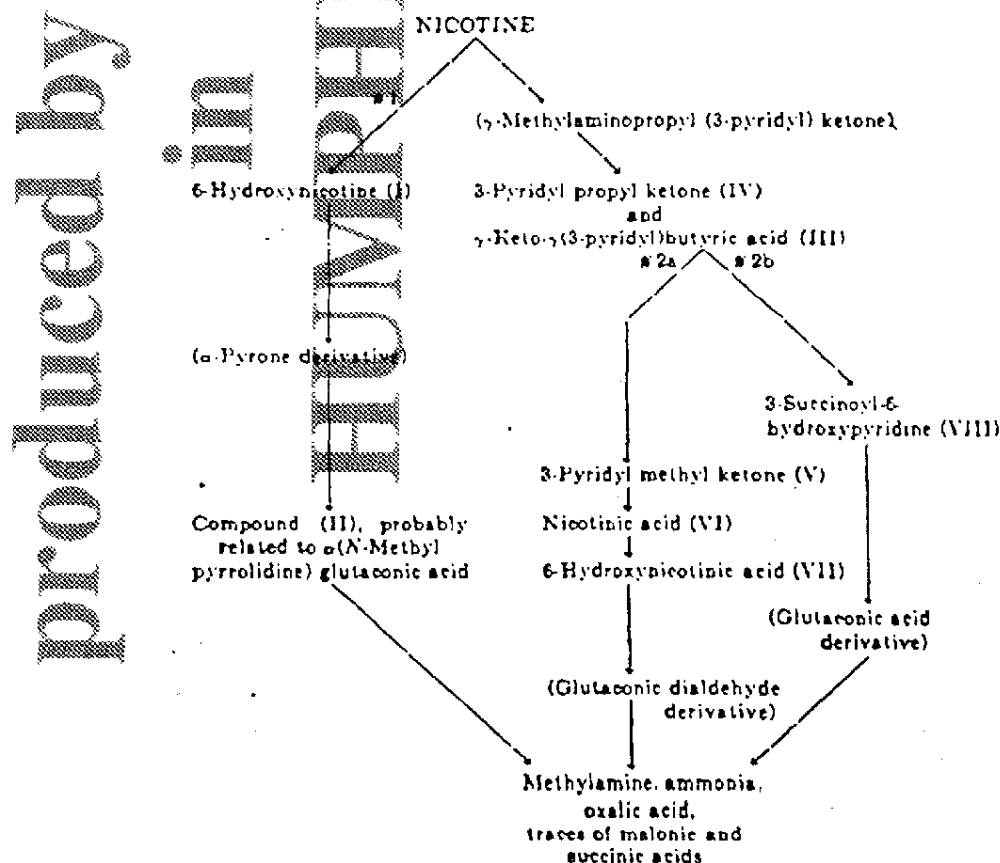 produced by
in
HUMPH
NICOTINE
#1
(γ-Methylaminopropyl (3-pyridyl) ketone)
6-Hydroxynicotine (I)
3-Pyridyl propyl ketone (IV)
and
γ-Keto-γ(3-pyridyl)butyric acid (III)
#2a
#2b
(α-Pyrone derivative)
3-Succinoyl-6-
hydroxypyridine (VIII)
3-Pyridyl methyl ketone (V)
Compound (II), probably
related to α(N-Methyl
pyrrolidine) glutaconic acid
Nicotinic acid (VI)
6-Hydroxynicotinic acid (VII)
(Glutaconic acid
derivative)
(Glutaconic dialdehyde
derivative)
Methylamine, ammonia,
oxalic acid,
traces of malonic and
succinic acids